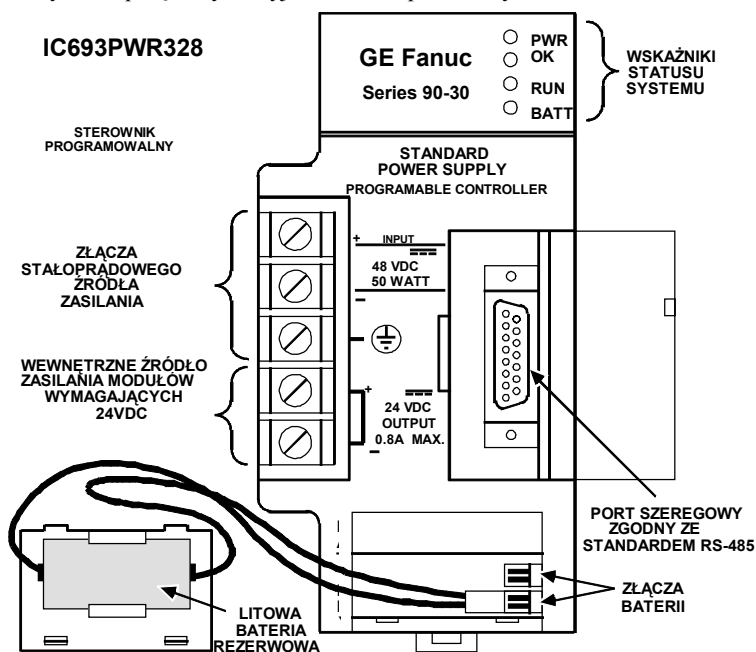 IC693PWR328
GE Fanuc
Series 90-30
PWR
OK
RUN
BATT
WSKAŹNIKI
STATUSU
SYSTEMU
STEROWNIK
PROGRAMOWALNY
STANDARD
POWER SUPPLY
PROGRAMABLE CONTROLLER
ZŁĄCZA
STAŁOPRĄDOWEGO
ŹRÓDŁA
ZASILANIA
+ INPUT
48 VDC
50 WATT
−
WEWNĘTRZNE ŹRÓDŁO
ZASILANIA MODUŁÓW
WYMAGAJĄCYCH
24VDC
+
24 VDC
OUTPUT
0.8A MAX.
−
PORT SZEREGOWY
ZGODNY ZE
STANDARDEM RS-485
ZŁĄCZA
BATERII
LITOWA
BATERIA
REZERWOWA